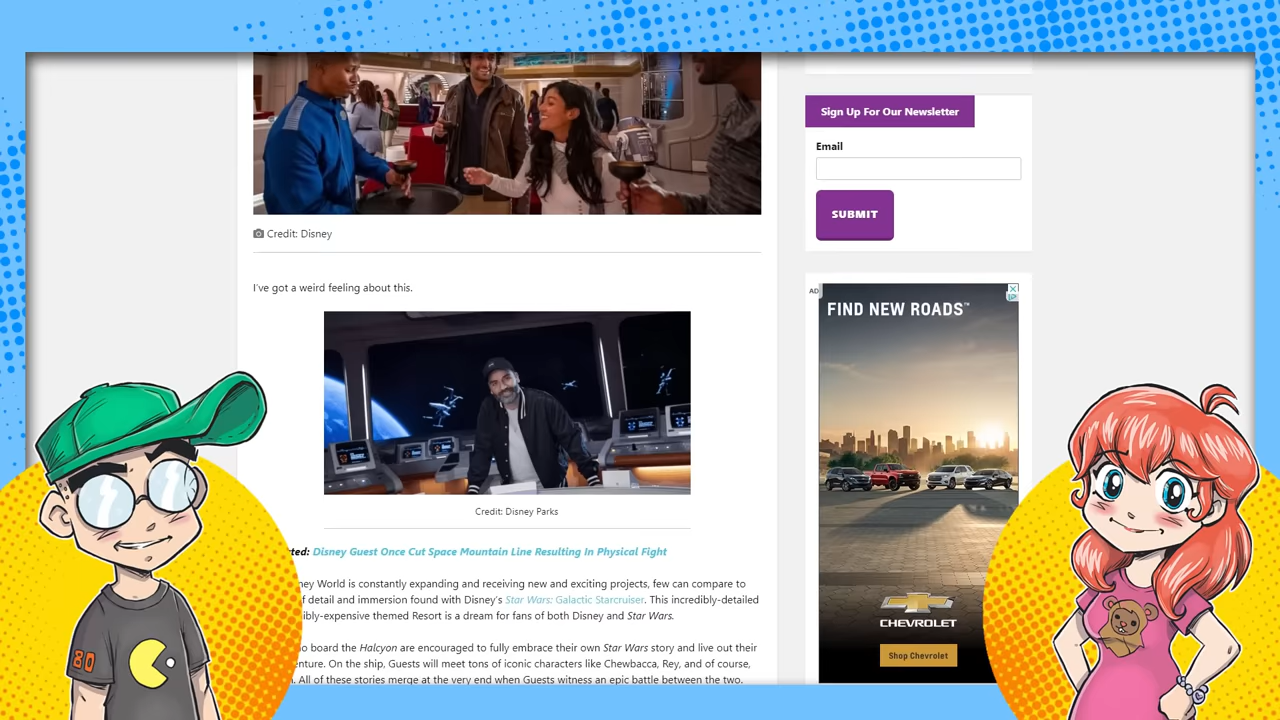 Credit: Disney
I've got a weird feeling about this.
Credit: Disney Parks
ted: Disney Guest Once Cut Space Mountain Line Resulting In Physical Fight
ney World is constantly expanding and receiving new and exciting projects, few can compare to
f detail and immersion found with Disney's Star Wars: Galactic Starcruiser. This incredibly-detailed
ibly-expensive themed Resort is a dream for fans of both Disney and Star Wars.
o board the Halcyon are encouraged to fully embrace their own Star Wars story and live out their
enture. On the ship, Guests will meet tons of iconic characters like Chewbacca, Rey, and of course,
. All of these stories merge at the very end when Guests witness an epic battle between the two.
Sign Up For Our Newsletter
Email
SUBMIT
AD
FIND NEW ROADS™
CHEVROLET
Shop Chevrolet
80